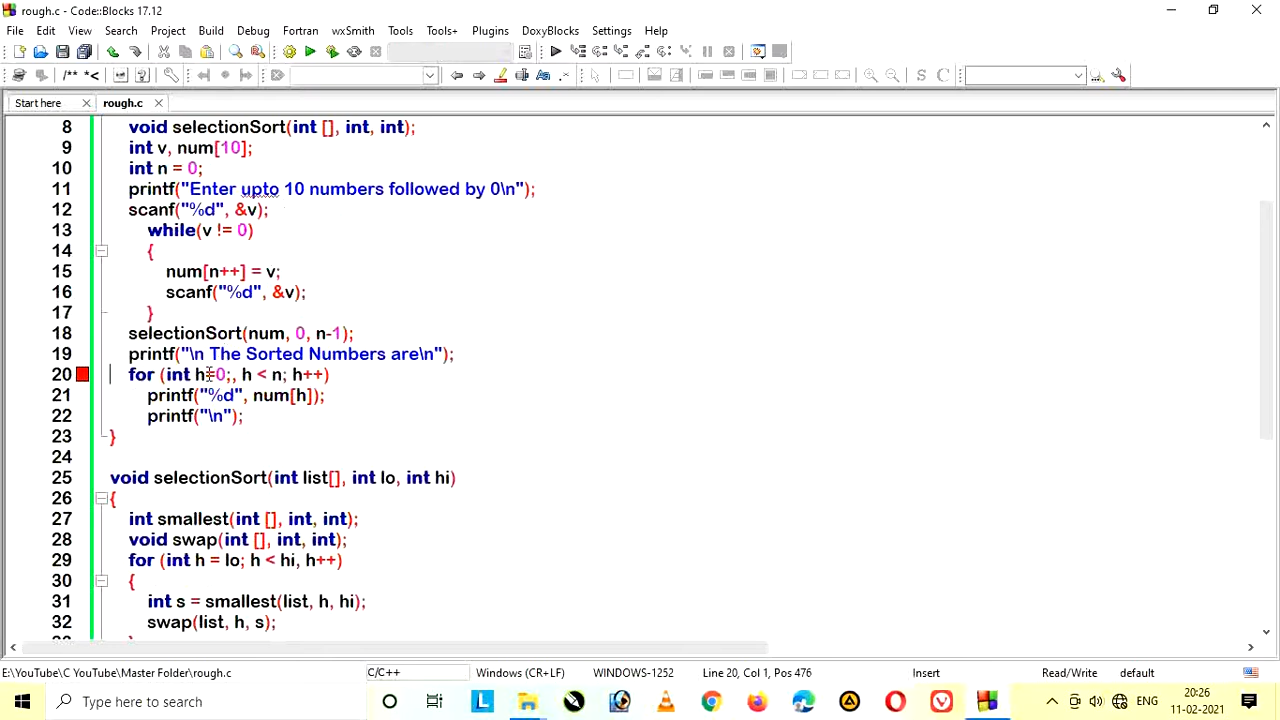 rough.c - Code::Blocks 17.12
File Edit View Search Project Build Debug Fortran wxSmith Tools Tools+ Plugins DoxyBlocks Settings Help
/** *<
S C
Start here rough.c
8 void selectionSort(int [], int, int);
9 int v, num[10];
10 int n = 0;
11 printf("Enter upto 10 numbers followed by 0\n");
12 scanf("%d", &v);
13 while(v != 0)
14 {
15 num[n++] = v;
16 scanf("%d", &v);
17 }
18 selectionSort(num, 0, n-1);
19 printf("\n The Sorted Numbers are\n");
20 for (int h=0;, h < n; h++)
21 printf("%d", num[h]);
22 printf("\n");
23 }
24
25 void selectionSort(int list[], int lo, int hi)
26 {
27 int smallest(int [], int, int);
28 void swap(int [], int, int);
29 for (int h = lo; h < hi, h++)
30 {
31 int s = smallest(list, h, hi);
32 swap(list, h, s);
E:\YouTube\C YouTube\Master Folder\rough.c C/C++ Windows (CR+LF) WINDOWS-1252 Line 20, Col 1, Pos 476 Insert Read/Write default
Type here to search ENG 20:26
11-02-2021